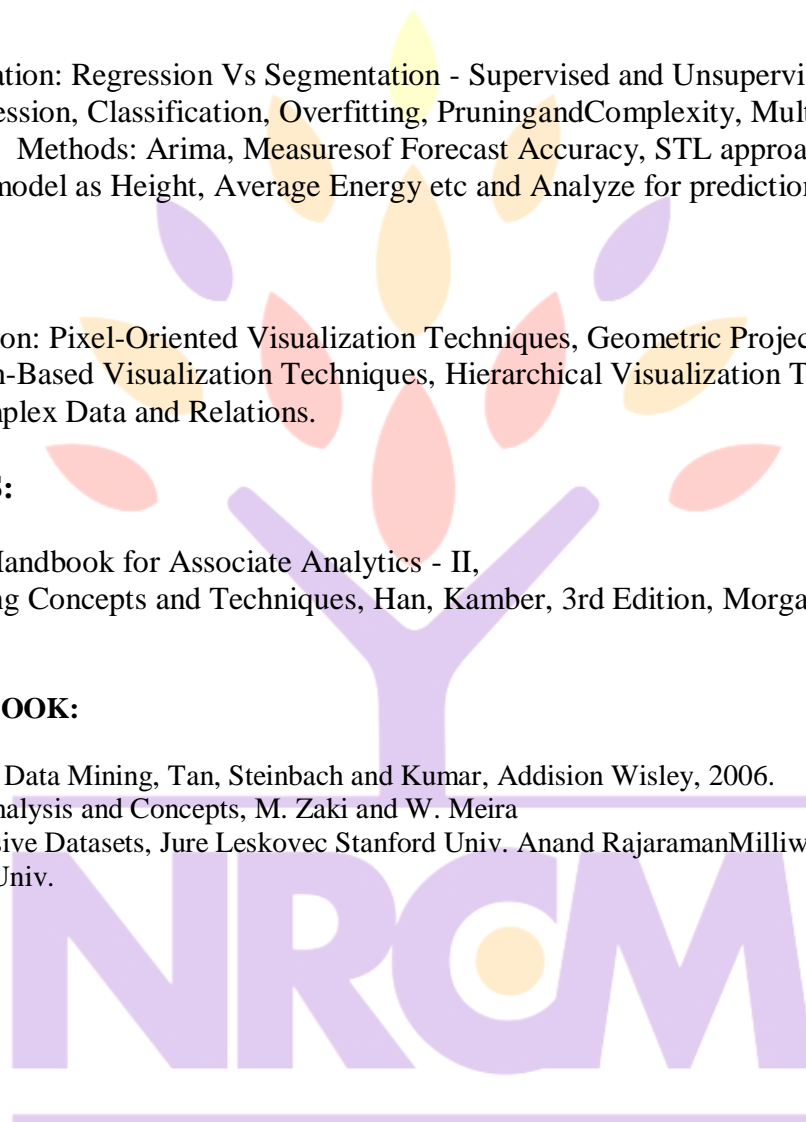 ation: Regression Vs Segmentation - Supervised and Unsupervi
ession, Classification, Overfitting, PruningandComplexity, Mult
Methods: Arima, Measuresof Forecast Accuracy, STL approa
model as Height, Average Energy etc and Analyze for prediction
on: Pixel-Oriented Visualization Techniques, Geometric Projec
n-Based Visualization Techniques, Hierarchical Visualization T
nplex Data and Relations.
S:
Handbook for Associate Analytics - II,
ng Concepts and Techniques, Han, Kamber, 3rd Edition, Morga
OOK:
Data Mining, Tan, Steinbach and Kumar, Addision Wisley, 2006.
nalysis and Concepts, M. Zaki and W. Meira
sive Datasets, Jure Leskovec Stanford Univ. Anand RajaramanMilliw
Univ.
NRCM